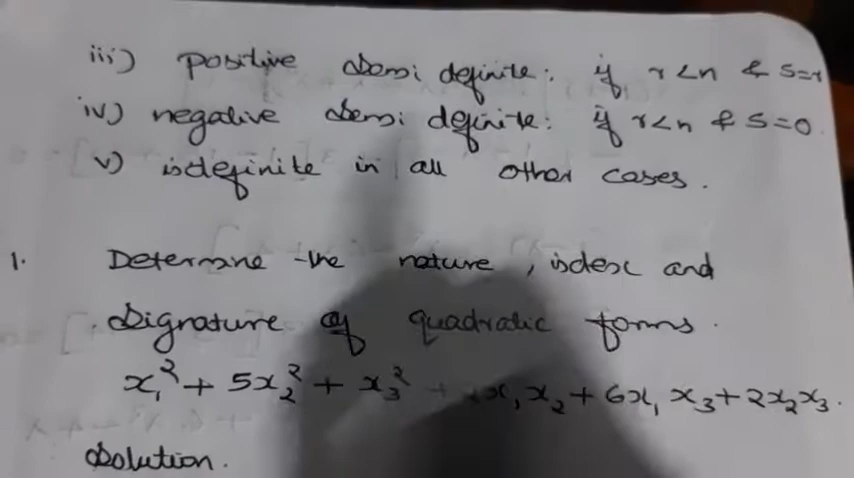 iii) positive semi definite: if r<n & s=r
iv) negative semi definite: if r<n & s=0
v) indefinite in all other cases.
1. Determine the nature, index and
signature of quadratic forms.
x₁² + 5x₂² + x₃² + x₁x₂ + 6x₁x₃ + 2x₂x₃.
Solution.